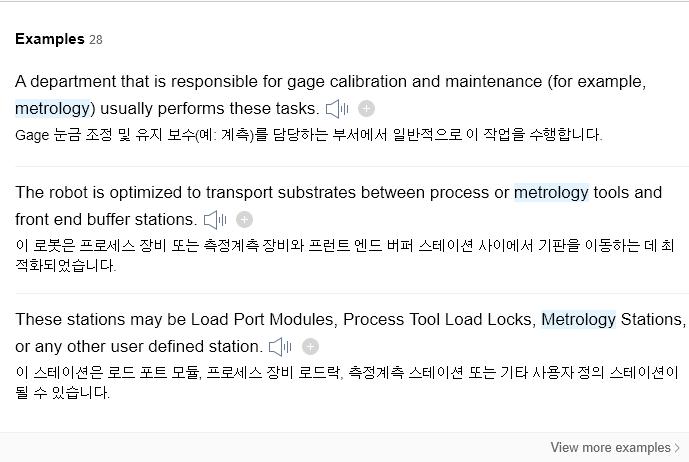 Examples 28
A department that is responsible for gage calibration and maintenance (for example,
metrology) usually performs these tasks.
Gage 눈금 조정 및 유지 보수(예: 계측)를 담당하는 부서에서 일반적으로 이 작업을 수행합니다.
The robot is optimized to transport substrates between process or metrology tools and
front end buffer stations.
이 로봇은 프로세스 장비 또는 측정계측 장비와 프런트 엔드 버퍼 스테이션 사이에서 기판을 이동하는 데 최
적화되었습니다.
These stations may be Load Port Modules, Process Tool Load Locks, Metrology Stations,
or any other user defined station.
이 스테이션은 로드 포트 모듈, 프로세스 장비 로드락, 측정계측 스테이션 또는 기타 사용자 정의 스테이션이
될 수 있습니다.
View more examples